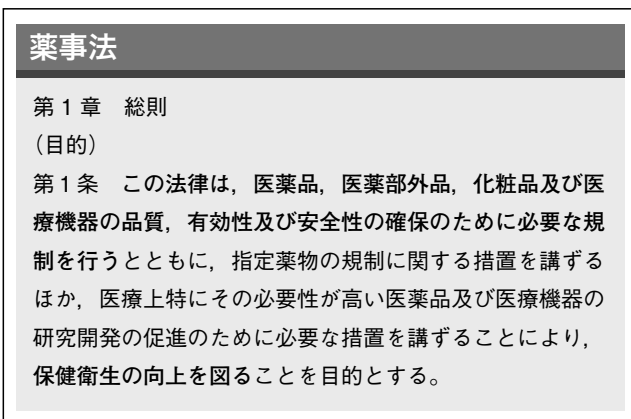 薬事法
第1章　総則
（目的）
第1条　この法律は，医薬品，医薬部外品，化粧品及び医
療機器の品質，有効性及び安全性の確保のために必要な規
制を行うとともに，指定薬物の規制に関する措置を講ずる
ほか，医療上特にその必要性が高い医薬品及び医療機器の
研究開発の促進のために必要な措置を講ずることにより，
保健衛生の向上を図ることを目的とする。